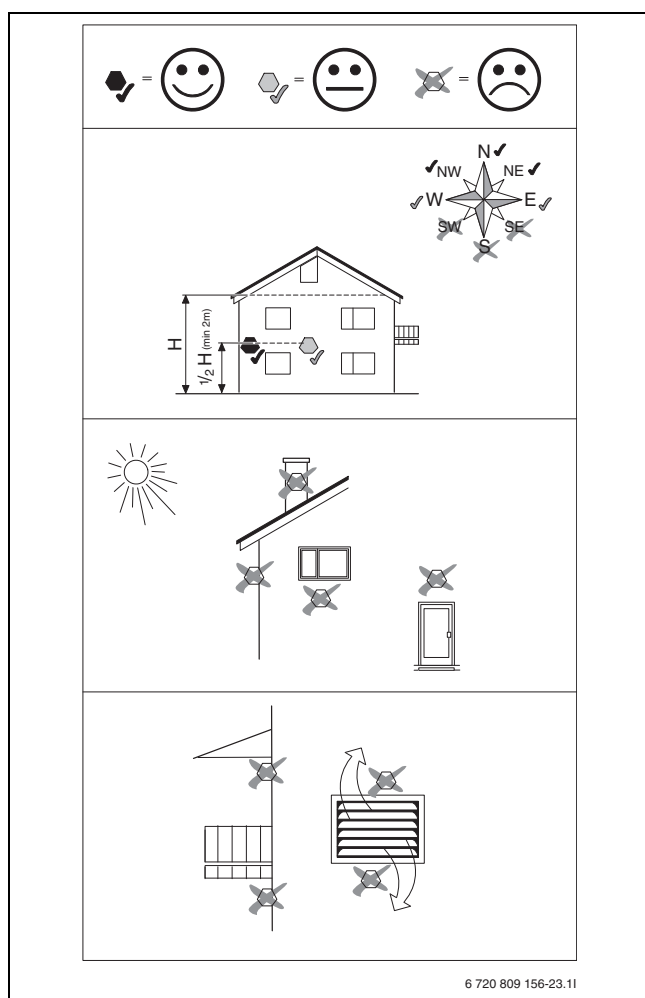 = = =
N
NW NE
W E
SW SE
S
H
1/2 H (min 2m)
6 720 809 156-23.1I